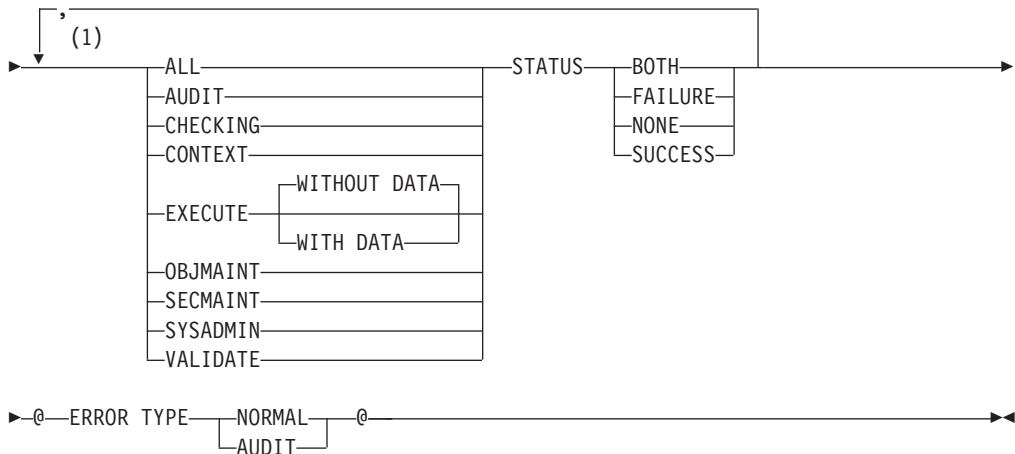 ,
(1)
ALL STATUS BOTH
AUDIT FAILURE
CHECKING NONE
CONTEXT SUCCESS
WITHOUT DATA
EXECUTE
WITH DATA
OBJMAINT
SECMAINT
SYSADMIN
VALIDATE
@ ERROR TYPE NORMAL @
AUDIT